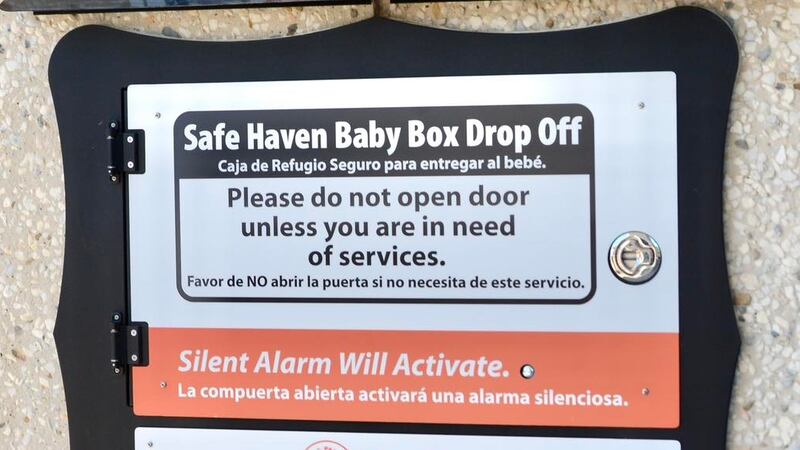 Safe Haven Baby Box Drop Off
Caja de Refugio Seguro para entregar al bebé.
Please do not open door
unless you are in need
of services.
Favor de NO abrir la puerta si no necesita de este servicio.
Silent Alarm Will Activate.
La compuerta abierta activará una alarma silenciosa.